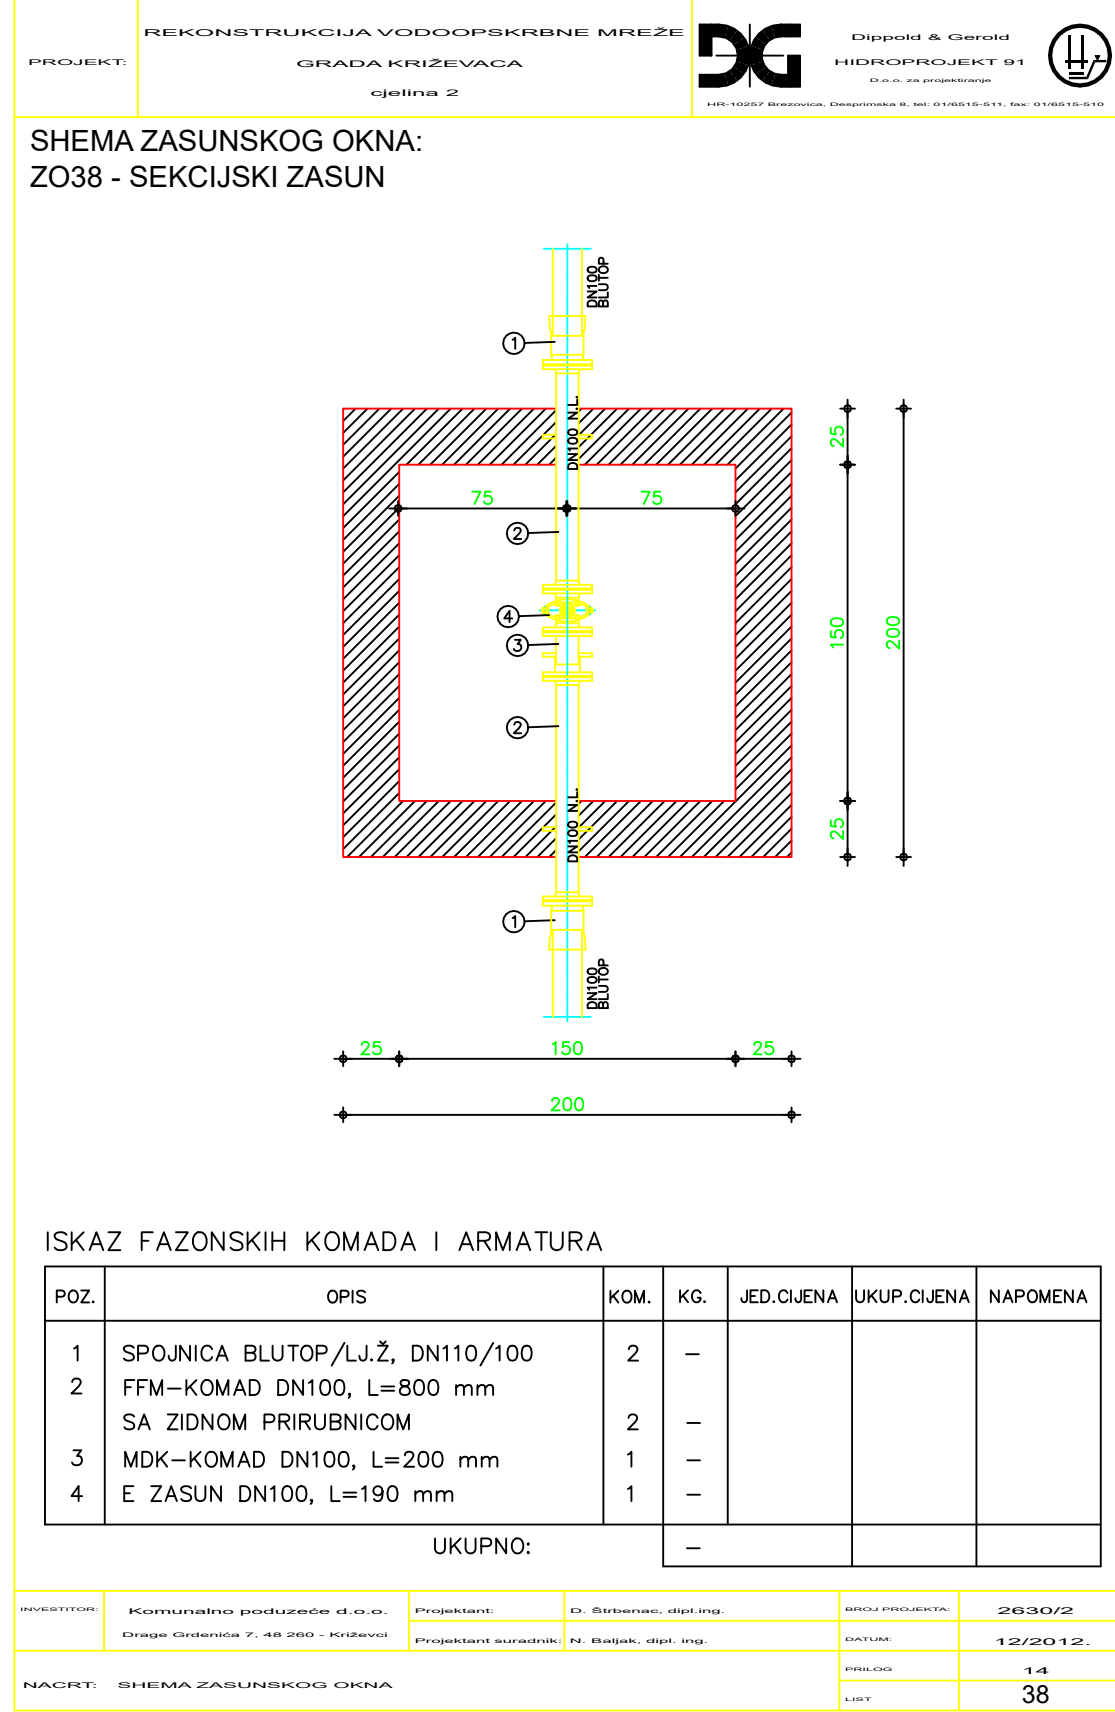 PROJEKT:
REKONSTRUKCIJA VODOOPSKRBNE MREŽE
GRADA KRIŽEVACA
cjelina 2
DG
Dippold & Gerold
HIDROPROJEKT 91
D.o.o. za projektiranje
HR-10257 Brezovica, Desprimska 8, tel: 01/6515-511, fax: 01/6515-510
SHEMA ZASUNSKOG OKNA:
ZO38 - SEKCIJSKI ZASUN
DN100
BLUTOP
1
DN100 N.L.
25
75
75
2
4
3
150
200
2
DN100 N.L.
25
1
DN100
BLUTOP
25
150
25
200
ISKAZ FAZONSKIH KOMADA I ARMATURA
POZ. OPIS KOM. KG. JED.CIJENA UKUP.CIJENA NAPOMENA
1 SPOJNICA BLUTOP/LJ.Ž, DN110/100 2 –
2 FFM–KOMAD DN100, L=800 mm
SA ZIDNOM PRIRUBNICOM 2 –
3 MDK–KOMAD DN100, L=200 mm 1 –
4 E ZASUN DN100, L=190 mm 1 –
UKUPNO: –
INVESTITOR: Komunalno poduzeće d.o.o.
Drage Grdenića 7, 48 260 - Križevci
Projektant: D. Štrbenac, dipl.ing.
Projektant suradnik: N. Baljak, dipl. ing.
BROJ PROJEKTA: 2630/2
DATUM: 12/2012.
NACRT: SHEMA ZASUNSKOG OKNA
PRILOG 14
LIST 38